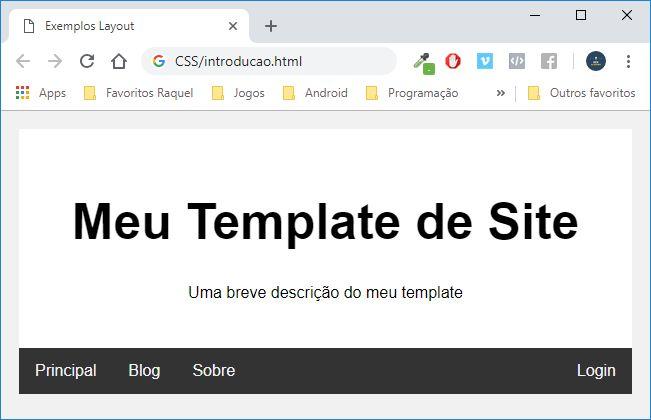 Exemplos Layout
CSS/introducao.html
Apps Favoritos Raquel Jogos Android Programação » Outros favoritos
Meu Template de Site
Uma breve descrição do meu template
Principal Blog Sobre Login